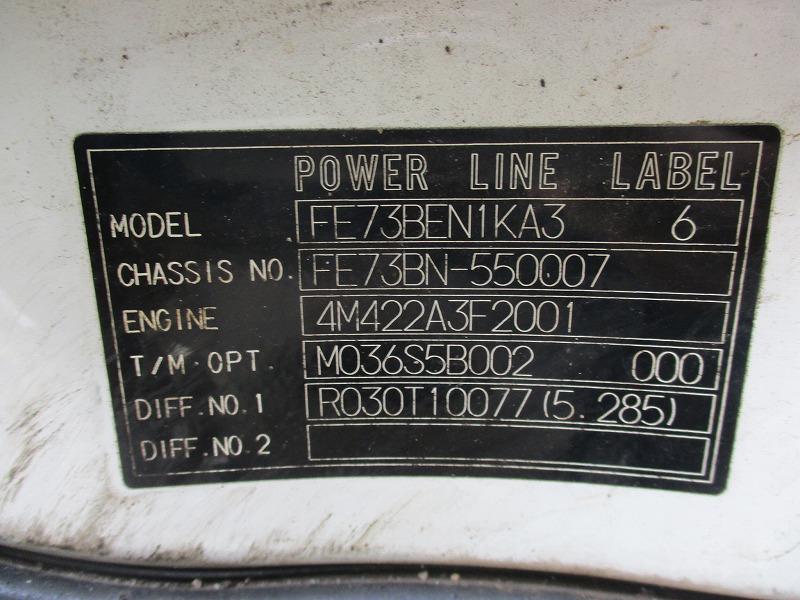 POWER LINE LABEL
MODEL FE73BEN1KA3 6
CHASSIS NO. FE73BN-550007
ENGINE 4M422A3F2001
T/M·OPT. M036S5B002 000
DIFF.NO.1 R030T10077(5.285)
DIFF.NO.2